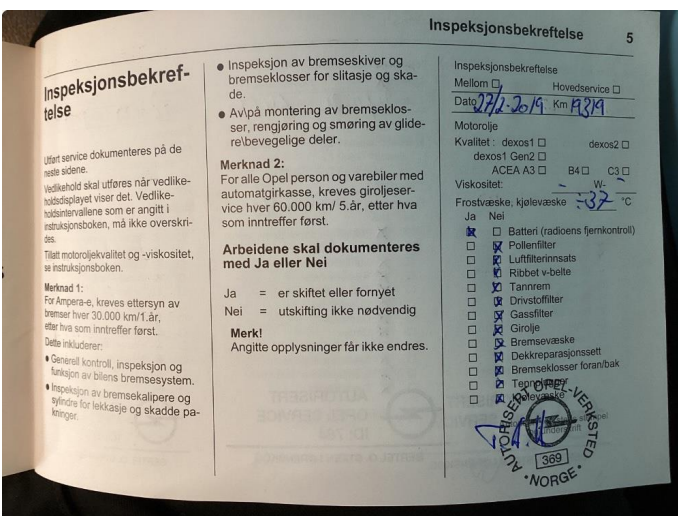 Inspeksjonsbekreftelse 5
Inspeksjonsbekref-
telse
Utført service dokumenteres på de
neste sidene.
Vedlikehold skal utføres når vedlike-
holdsdisplayet viser det. Vedlike-
holdsintervallene som er angitt i
instruksjonsboken, må ikke overskri-
des.
Tillatt motoroljekvalitet og -viskositet,
se instruksjonsboken.
Merknad 1:
For Ampera-e, kreves ettersyn av
bremser hver 30.000 km/1.år,
etter hva som inntreffer først.
Dette inkluderer:
● Generell kontroll, inspeksjon og
funksjon av bilens bremsesystem.
● Inspeksjon av bremsekalipere og
sylindre for lekkasje og skadde pa-
kninger.
● Inspeksjon av bremseskiver og
bremseklosser for slitasje og ska-
de.
● Av\på montering av bremseklos-
ser, rengjøring og smøring av glide-
re\bevegelige deler.
Merknad 2:
For alle Opel person og varebiler med
automatgirkasse, kreves giroljeser-
vice hver 60.000 km/ 5.år, etter hva
som inntreffer først.
Arbeidene skal dokumenteres
med Ja eller Nei
Ja = er skiftet eller fornyet
Nei = utskifting ikke nødvendig
Merk!
Angitte opplysninger får ikke endres.
Inspeksjonsbekreftelse
Mellom ☐ Hovedservice ☐
Dato 27/2-2019 Km 19319
Motorolje
Kvalitet : dexos1 ☐ dexos2 ☐
dexos1 Gen2 ☐
ACEA A3 ☐ B4 ☐ C3 ☐
Viskositet: - W- -
Frostvæske, kjølevæske -37 °C
Ja Nei
☒ ☐ Batteri (radioens fjernkontroll)
☐ ☒ Pollenfilter
☐ ☒ Luftfilterinnsats
☐ ☒ Ribbet v-belte
☐ ☒ Tannrem
☐ ☒ Drivstoffilter
☐ ☒ Gassfilter
☐ ☒ Girolje
☐ ☒ Bremsevæske
☐ ☒ Dekkreparasjonssett
☐ ☒ Bremseklosser foran/bak
☐ ☒ Tennplugger
☐ ☒ Kjølevæske
AUTORISERT OPEL-VERKSTED
369
·NORGE·